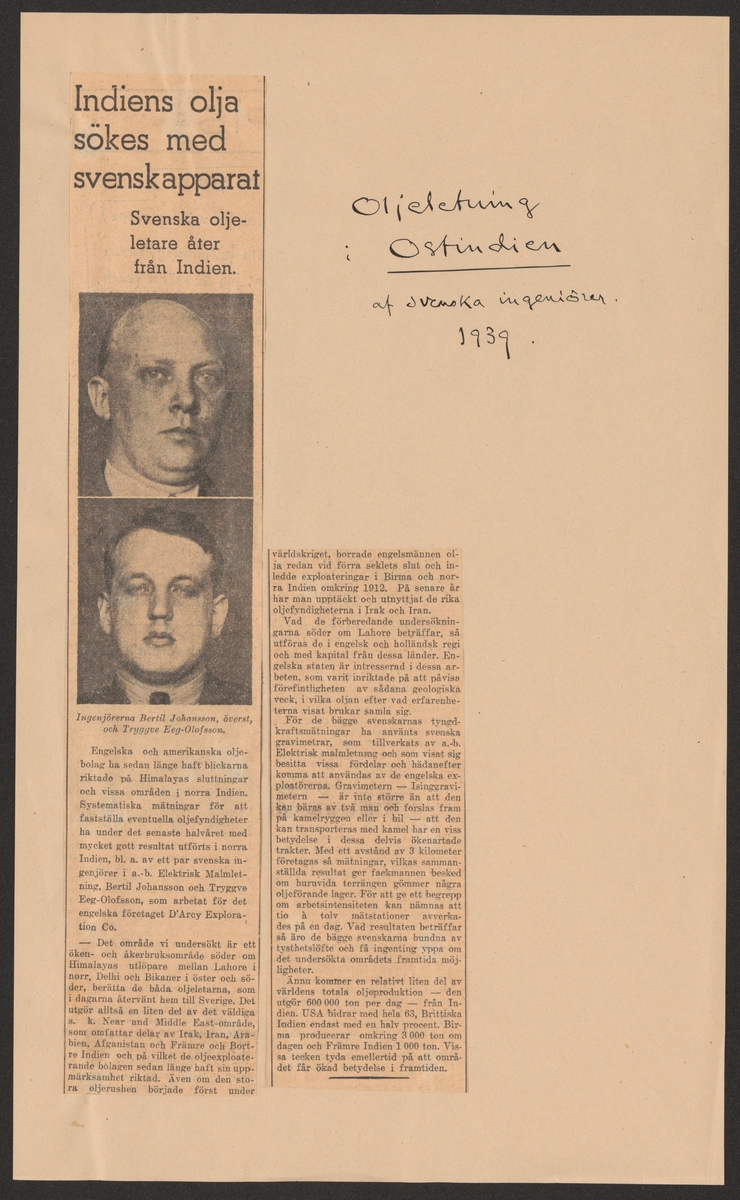 Indiens olja
sökes med
svenskapparat
Svenska olje-
letare åter
från Indien.
Ingenjörerna Bertil Johansson, överst,
och Tryggve Eeg-Olofsson.
Engelska och amerikanska olje-
bolag ha sedan länge haft blickarna
riktade på Himalayas sluttningar
och vissa områden i norra Indien.
Systematiska mätningar för att
fastställa eventuella oljefyndigheter
ha under det senaste halvåret med
mycket gott resultat utförts i norra
Indien, bl. a. av ett par svenska in-
genjörer i a.-b. Elektrisk Malmlet-
ning, Bertil Johansson och Tryggve
Eeg-Olofsson, som arbetat för det
engelska företaget D'Arcy Explora-
tion Co.
— Det område vi undersökt är ett
öken- och åkerbruksområde söder om
Himalayas utlöpare mellan Lahore i
norr, Delhi och Bikaner i öster och sö-
der, berätta de båda oljeletarna, som
i dagarna återvänt hem till Sverige. Det
utgör alltså en liten del av det väldiga
s. k. Near and Middle East-område,
som omfattar delar av Irak, Iran, Ara-
bien, Afganistan och Främre och Bort-
re Indien och på vilket de oljeexploate-
rande bolagen sedan länge haft sin upp-
märksamhet riktad. Även om den sto-
ra oljerushen började först under
världskriget, borrade engelsmännen ol-
ja redan vid förra seklets slut och in-
ledde exploateringar i Birma och nor-
ra Indien omkring 1912. På senare år
har man upptäckt och utnyttjat de rika
oljefyndigheterna i Irak och Iran.
Vad de förberedande undersöknin-
garna söder om Lahore beträffar, så
utföras de i engelsk och holländsk regi
och med kapital från dessa länder. En-
gelska staten är intresserad i dessa ar-
beten, som varit inriktade på att påvisa
förefintligheten av sådana geologiska
veck, i vilka oljan efter vad erfarenhe-
terna visat brukar samla sig.
För de bägge svenskarnas tyngd-
kraftsmätningar ha använts svenska
gravimetrar, som tillverkats av a.-b.
Elektrisk malmletning och som visat sig
besitta vissa fördelar och hädanefter
komma att användas av de engelska ex-
ploatörerna. Gravimetern — Isinggravi-
metern — är inte större än att den
kan bäras av två man och forslas fram
på kamelryggen eller i bil — att den
kan transporteras med kamel har en viss
betydelse i dessa delvis ökenartade
trakter. Med ett avstånd av 3 kilometer
företagas så mätningar, vilkas samman-
ställda resultat ger fackmannen besked
om huruvida terrängen gömmer några
oljeförande lager. För att ge ett begrepp
om arbetsintensiteten kan nämnas att
tio à tolv mätstationer avverka-
des på en dag. Vad resultaten beträffar
så äro de bägge svenskarna bundna av
tysthetslöfte och få ingenting yppa om
det undersökta områdets framtida möj-
ligheter.
Ännu kommer en relativt liten del av
världens totala oljeproduktion — den
utgör 600 000 ton per dag — från In-
dien. USA bidrar med hela 63, Brittiska
Indien endast med en halv procent. Bir-
ma producerar omkring 3 000 ton om
dagen och Främre Indien 1 000 ton. Vis-
sa tecken tyda emellertid på att områ-
det får ökad betydelse i framtiden.
Oljeletning
i Ostindien
af svenska ingeniörer.
1939.